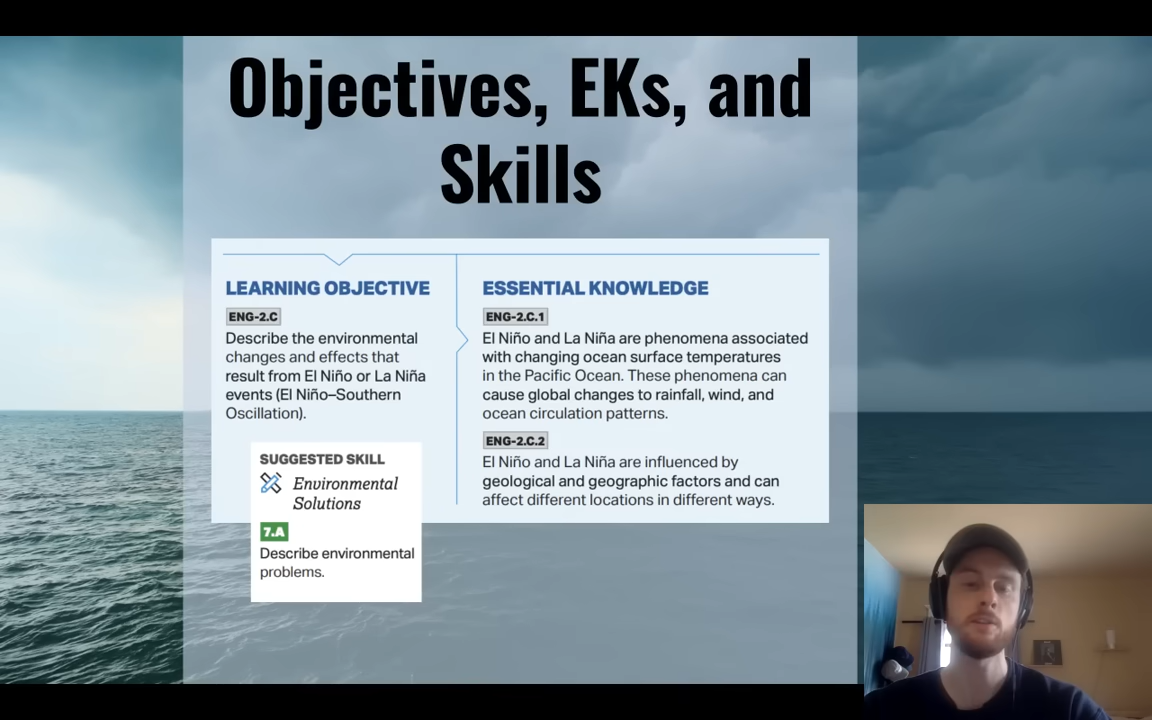 Objectives, EKs, and
Skills
LEARNING OBJECTIVE
ENG-2.C
Describe the environmental
changes and effects that
result from El Niño or La Niña
events (El Niño–Southern
Oscillation).
SUGGESTED SKILL
Environmental
Solutions
7.A
Describe environmental
problems.
ESSENTIAL KNOWLEDGE
ENG-2.C.1
El Niño and La Niña are phenomena associated
with changing ocean surface temperatures
in the Pacific Ocean. These phenomena can
cause global changes to rainfall, wind, and
ocean circulation patterns.
ENG-2.C.2
El Niño and La Niña are influenced by
geological and geographic factors and can
affect different locations in different ways.